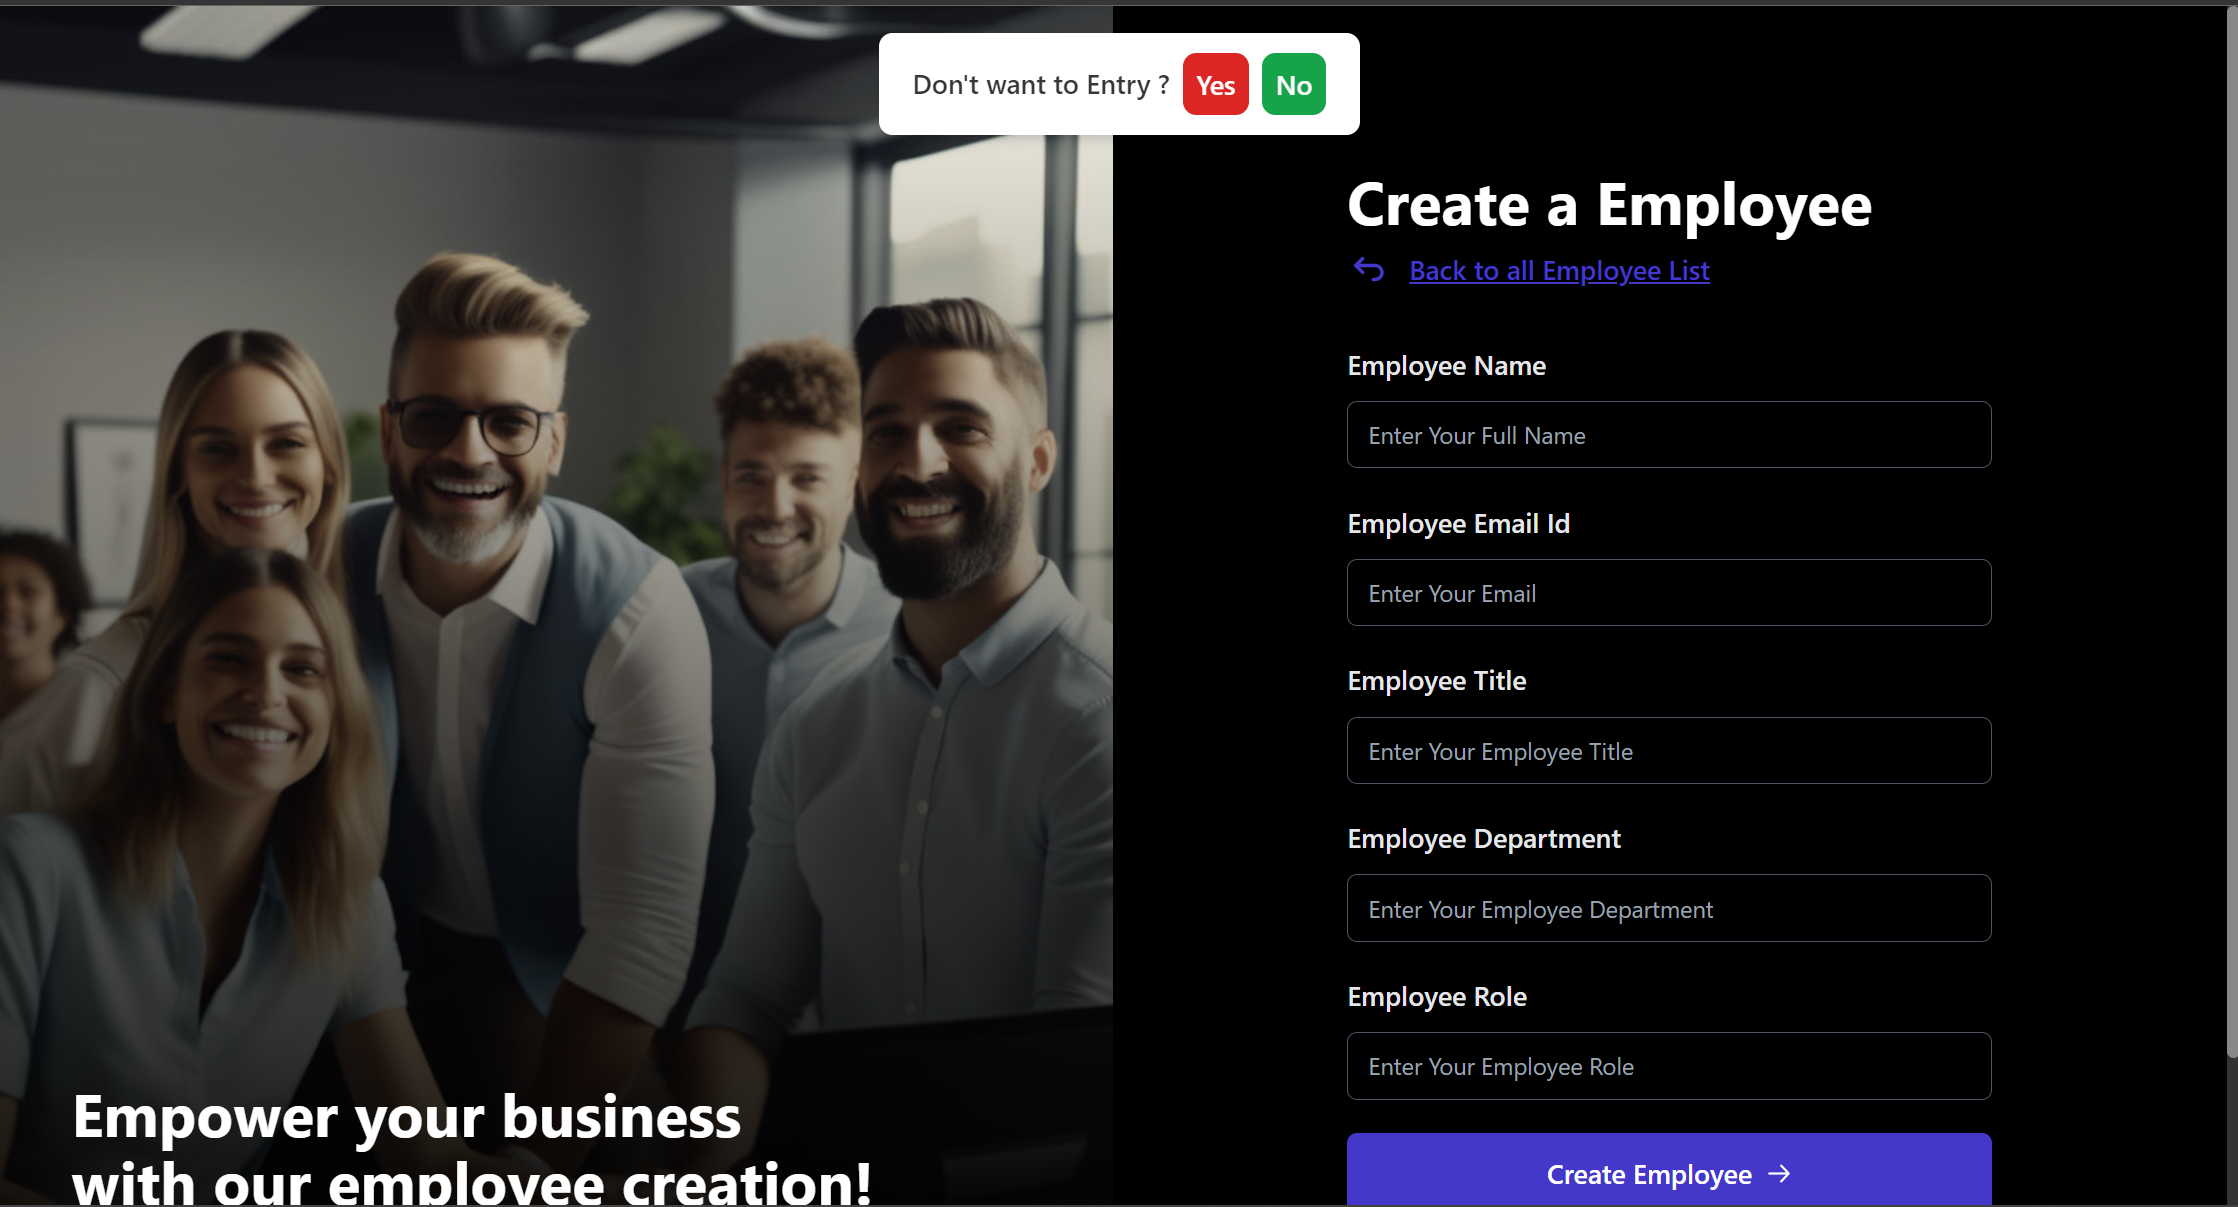 Don't want to Entry ? Yes No
Create a Employee
Back to all Employee List
Employee Name
Enter Your Full Name
Employee Email Id
Enter Your Email
Employee Title
Enter Your Employee Title
Employee Department
Enter Your Employee Department
Employee Role
Enter Your Employee Role
Create Employee →
Empower your business
with our employee creation!